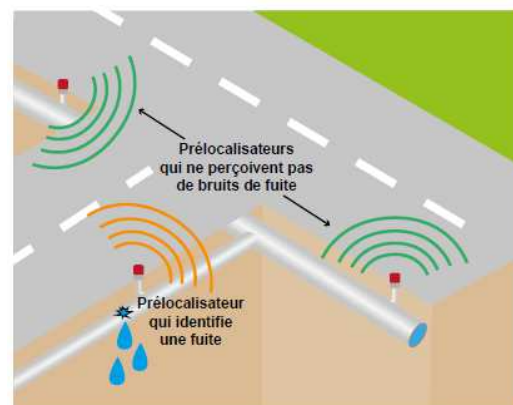 Prélocalisateurs
qui ne perçoivent pas
de bruits de fuite
Prélocalisateur
qui identifie
une fuite